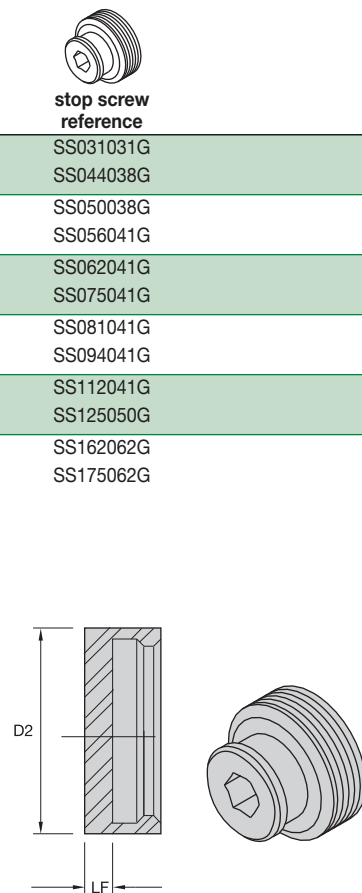 stop screw
reference
SS031031G
SS044038G
SS050038G
SS056041G
SS062041G
SS075041G
SS081041G
SS094041G
SS112041G
SS125050G
SS162062G
SS175062G
D2
LF